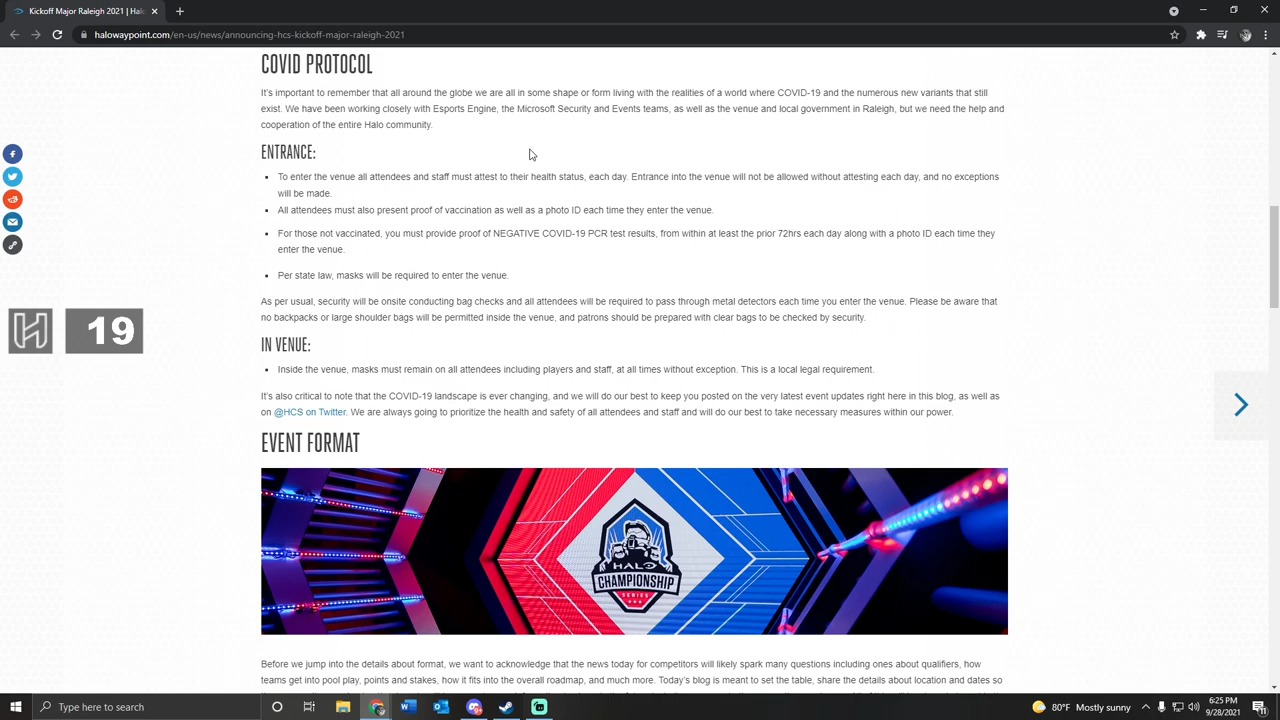 Kickoff Major Raleigh 2021 | Halo
halowaypoint.com/en-us/news/announcing-hcs-kickoff-major-raleigh-2021
COVID PROTOCOL
It's important to remember that all around the globe we are all in some shape or form living with the realities of a world where COVID-19 and the numerous new variants that still
exist. We have been working closely with Esports Engine, the Microsoft Security and Events teams, as well as the venue and local government in Raleigh, but we need the help and
cooperation of the entire Halo community.
ENTRANCE:
To enter the venue all attendees and staff must attest to their health status, each day. Entrance into the venue will not be allowed without attesting each day, and no exceptions
will be made.
All attendees must also present proof of vaccination as well as a photo ID each time they enter the venue.
For those not vaccinated, you must provide proof of NEGATIVE COVID-19 PCR test results, from within at least the prior 72hrs each day along with a photo ID each time they
enter the venue.
Per state law, masks will be required to enter the venue.
As per usual, security will be onsite conducting bag checks and all attendees will be required to pass through metal detectors each time you enter the venue. Please be aware that
no backpacks or large shoulder bags will be permitted inside the venue, and patrons should be prepared with clear bags to be checked by security.
H 19
IN VENUE:
Inside the venue, masks must remain on all attendees including players and staff, at all times without exception. This is a local legal requirement.
It's also critical to note that the COVID-19 landscape is ever changing, and we will do our best to keep you posted on the very latest event updates right here in this blog, as well as
on @HCS on Twitter. We are always going to prioritize the health and safety of all attendees and staff and will do our best to take necessary measures within our power.
EVENT FORMAT
HALO
CHAMPIONSHIP
SERIES
Before we jump into the details about format, we want to acknowledge that the news today for competitors will likely spark many questions including ones about qualifiers, how
teams get into pool play, points and stakes, how it fits into the overall roadmap, and much more. Today's blog is meant to set the table, share the details about location and dates so
Type here to search
80°F Mostly sunny
6:25 PM
9/28/2021